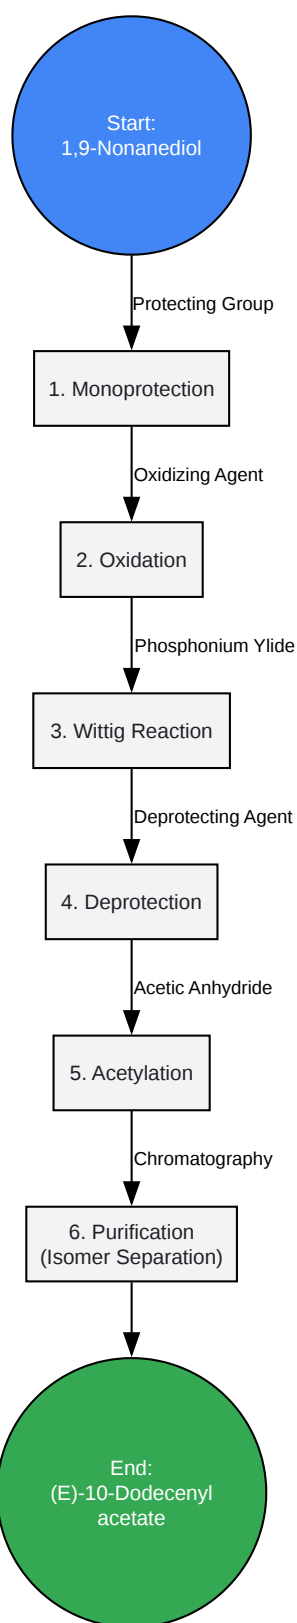 Start:
1,9-Nonanediol
Protecting Group
1. Monoprotection
Oxidizing Agent
2. Oxidation
Phosphonium Ylide
3. Wittig Reaction
Deprotecting Agent
4. Deprotection
Acetic Anhydride
5. Acetylation
Chromatography
6. Purification
(Isomer Separation)
End:
(E)-10-Dodecenyl
acetate